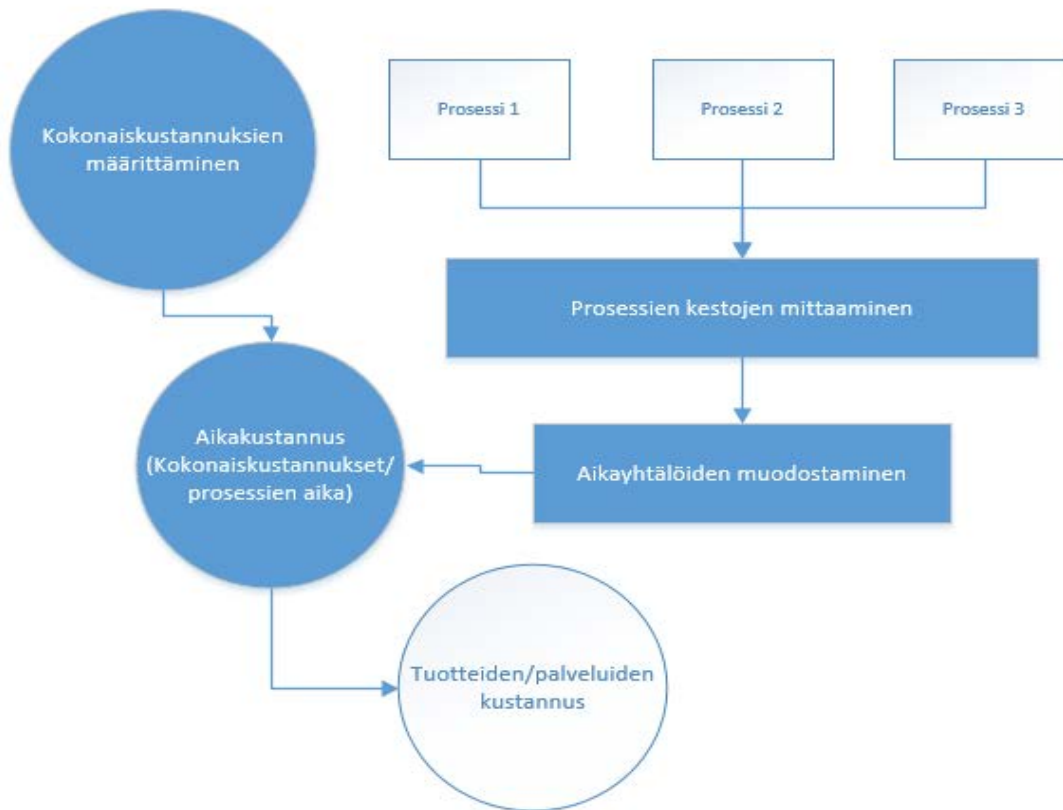 Kokonaiskustannuksien
määrittäminen
Prosessi 1
Prosessi 2
Prosessi 3
Prosessien kestojen mittaaminen
Aikakustannus
(Kokonaiskustannukset/
prosessien aika)
Aikayhtälöiden muodostaminen
Tuotteiden/palveluiden
kustannus